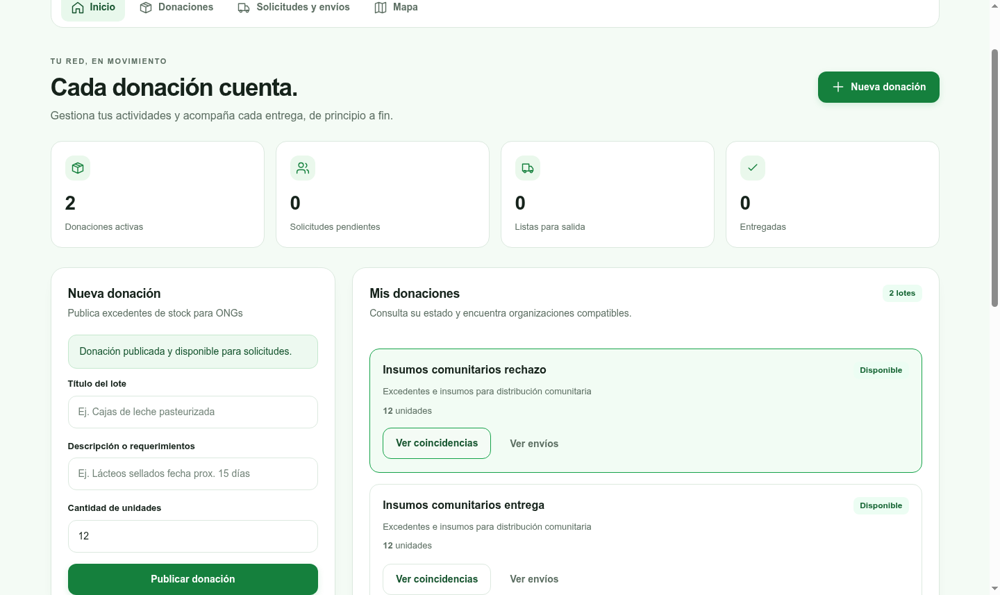 Inicio
Donaciones
Solicitudes y envíos
Mapa
TU RED, EN MOVIMIENTO
Cada donación cuenta.
Gestiona tus actividades y acompaña cada entrega, de principio a fin.
Nueva donación
2
Donaciones activas
0
Solicitudes pendientes
0
Listas para salida
0
Entregadas
Nueva donación
Publica excedentes de stock para ONGs
Donación publicada y disponible para solicitudes.
Título del lote
Ej. Cajas de leche pasteurizada
Descripción o requerimientos
Ej. Lácteos sellados fecha prox. 15 días
Cantidad de unidades
12
Publicar donación
Mis donaciones
2 lotes
Consulta su estado y encuentra organizaciones compatibles.
Insumos comunitarios rechazo
Disponible
Excedentes e insumos para distribución comunitaria
12 unidades
Ver coincidencias
Ver envíos
Insumos comunitarios entrega
Disponible
Excedentes e insumos para distribución comunitaria
12 unidades
Ver coincidencias
Ver envíos